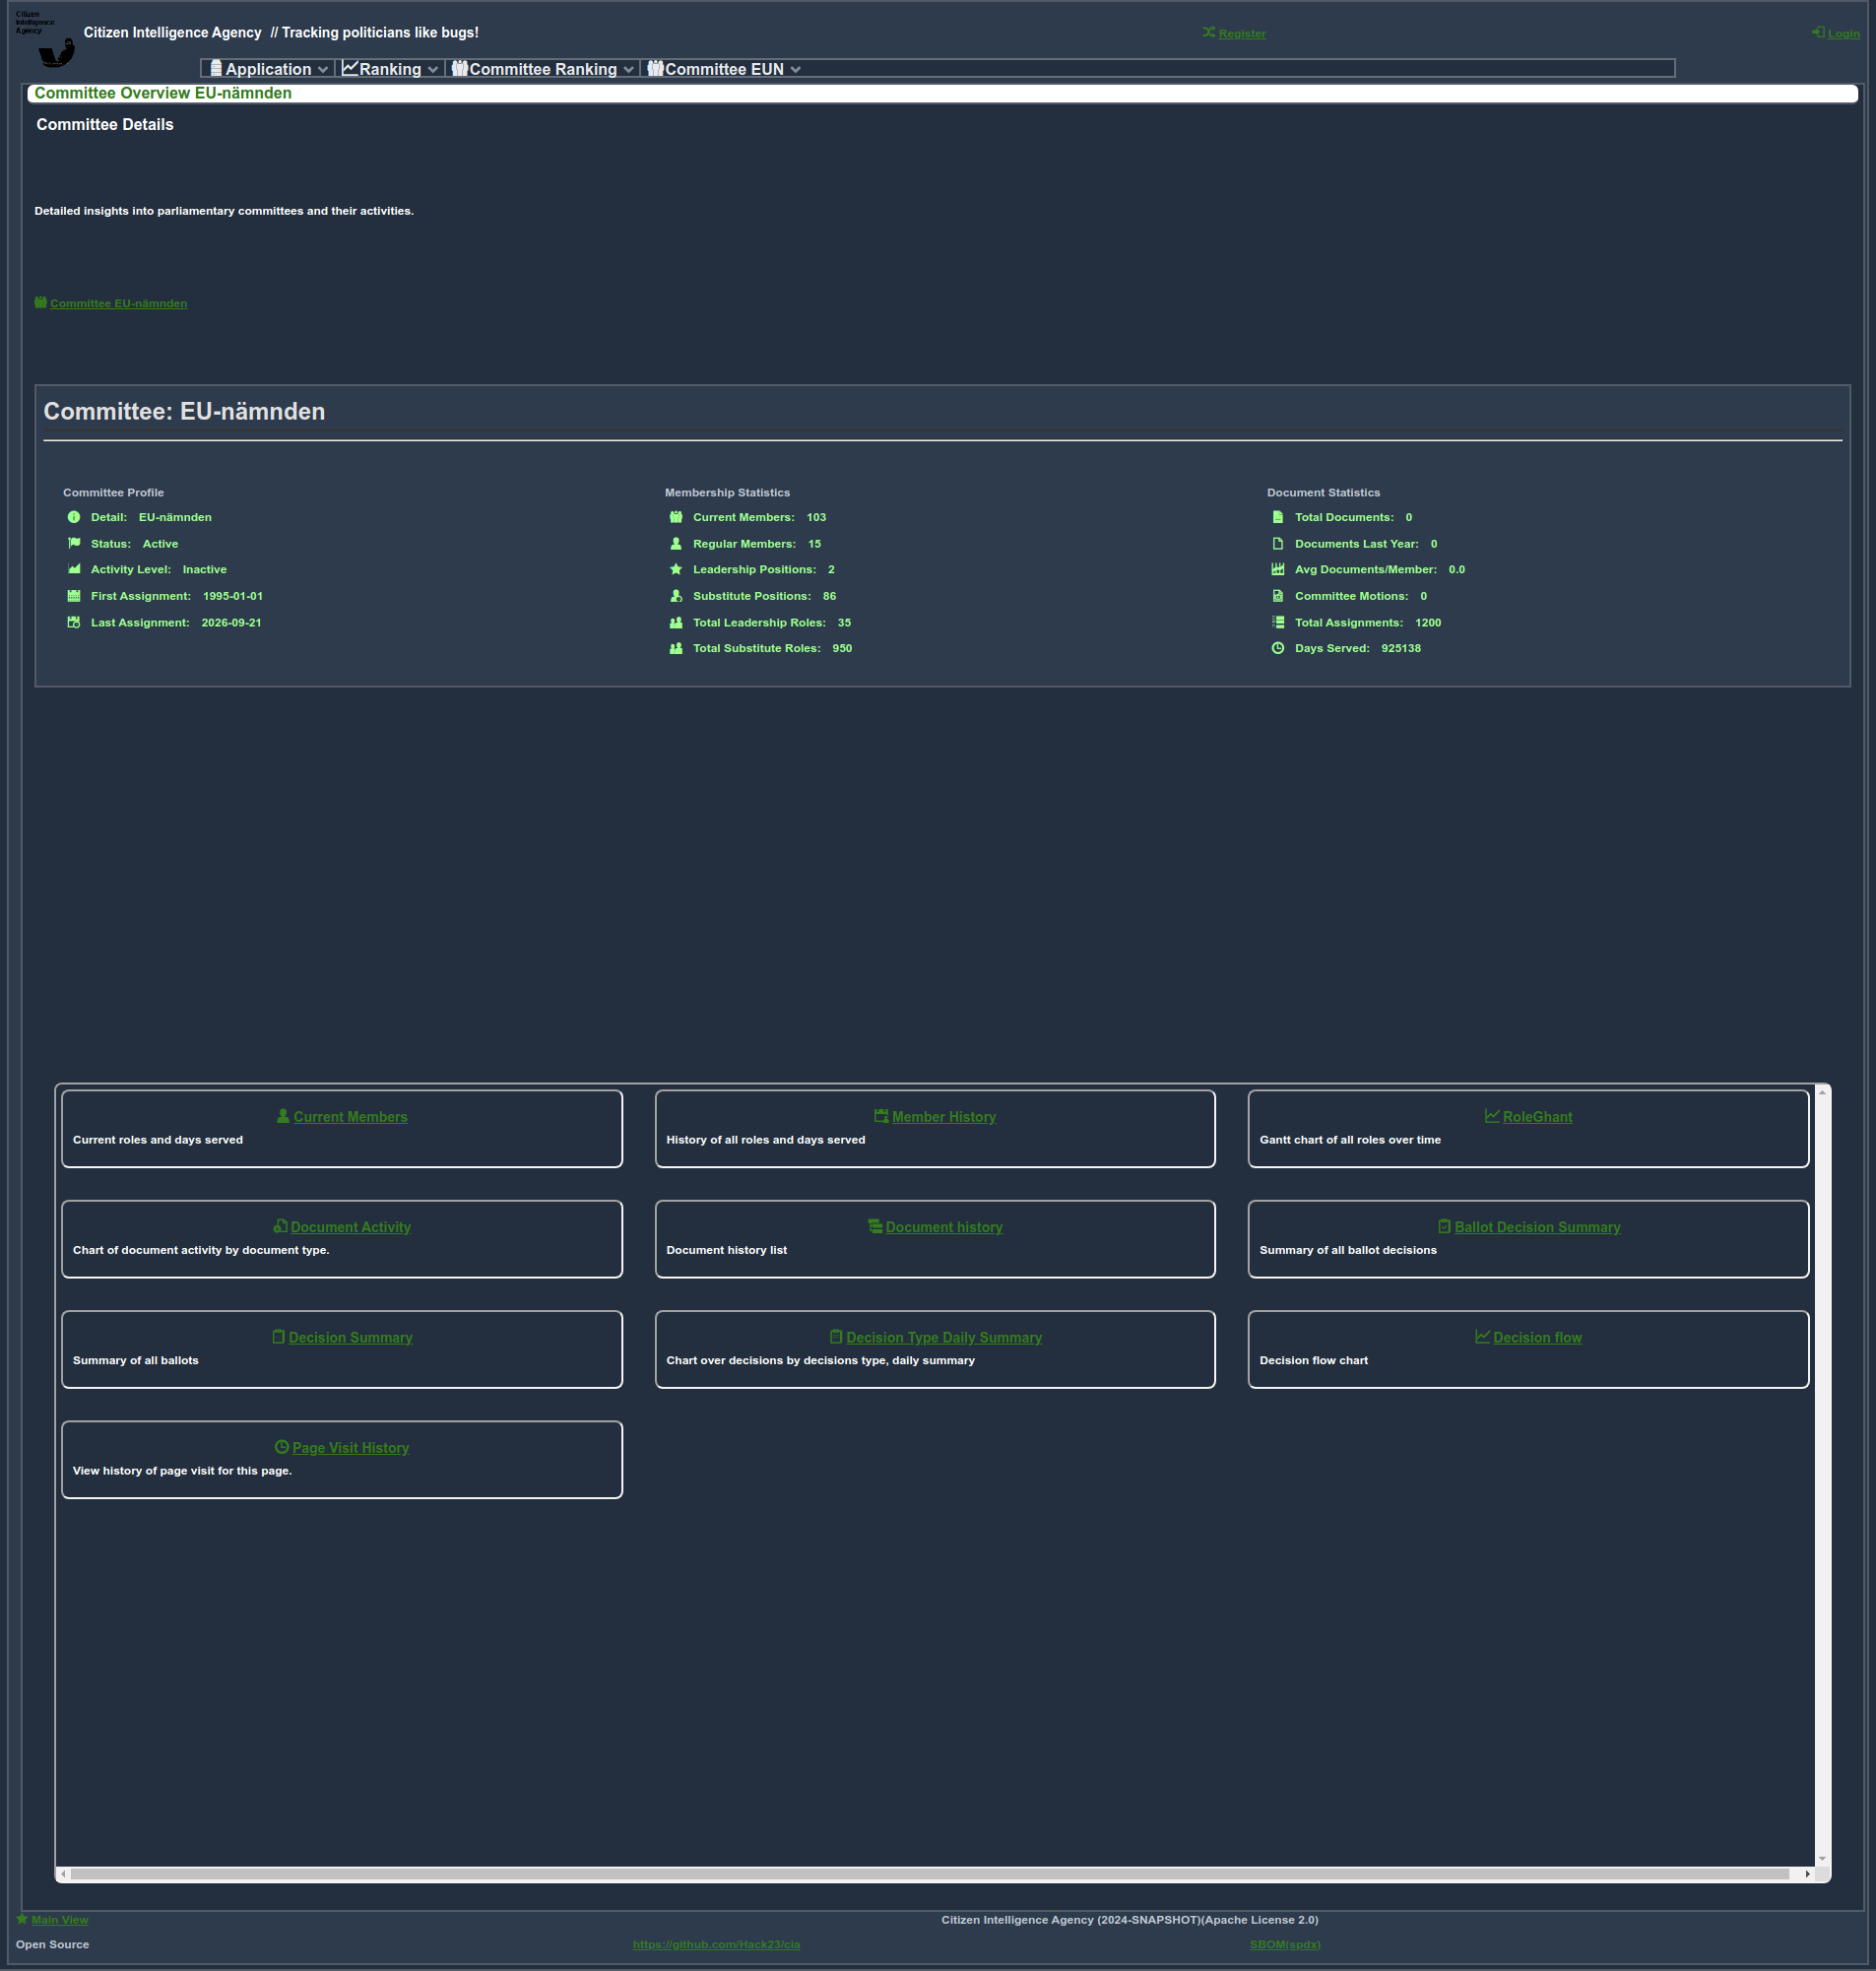 Citizen
Intelligence
Agency
Citizen Intelligence Agency // Tracking politicians like bugs!
Register
Login
Application
Ranking
Committee Ranking
Committee EUN
Committee Overview EU-nämnden
Committee Details
Detailed insights into parliamentary committees and their activities.
Committee EU-nämnden
Committee: EU-nämnden
Committee Profile
Detail: EU-nämnden
Status: Active
Activity Level: Inactive
First Assignment: 1995-01-01
Last Assignment: 2026-09-21
Membership Statistics
Current Members: 103
Regular Members: 15
Leadership Positions: 2
Substitute Positions: 86
Total Leadership Roles: 35
Total Substitute Roles: 950
Document Statistics
Total Documents: 0
Documents Last Year: 0
Avg Documents/Member: 0.0
Committee Motions: 0
Total Assignments: 1200
Days Served: 925138
Current Members
Current roles and days served
Member History
History of all roles and days served
RoleGhant
Gantt chart of all roles over time
Document Activity
Chart of document activity by document type.
Document history
Document history list
Ballot Decision Summary
Summary of all ballot decisions
Decision Summary
Summary of all ballots
Decision Type Daily Summary
Chart over decisions by decisions type, daily summary
Decision flow
Decision flow chart
Page Visit History
View history of page visit for this page.
Main View
Citizen Intelligence Agency (2024-SNAPSHOT)(Apache License 2.0)
Open Source
https://github.com/Hack23/cia
SBOM(spdx)